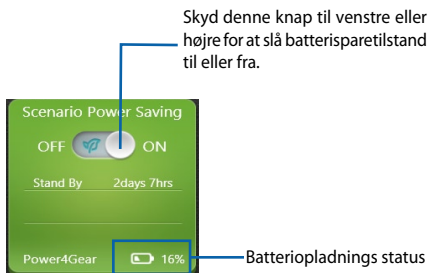 Skyd denne knap til venstre eller
højre for at slå batterisparetilstand
til eller fra.
Scenario Power Saving
OFF ON
Stand By 2days 7hrs
Power4Gear 16%
Batteriopladnings status